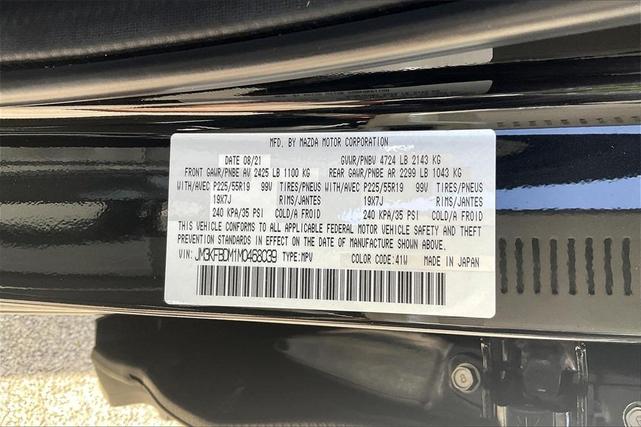 MFD. BY MAZDA MOTOR CORPORATION
DATE 08/21 GVWR/PNBV 4724 LB 2143 KG
FRONT GAWR/PNBE AV 2425 LB 1100 KG REAR GAWR/PNBE AR 2299 LB 1043 KG
WITH/AVEC P225/55R19 99V TIRES/PNEUS WITH/AVEC P225/55R19 99V TIRES/PNEUS
19X7J RIMS/JANTES 19X7J RIMS/JANTES
240 KPA/35 PSI COLD/A FROID 240 KPA/35 PSI COLD/A FROID
THIS VEHICLE CONFORMS TO ALL APPLICABLE FEDERAL MOTOR VEHICLE SAFETY AND THEFT
PREVENTION STANDARDS IN EFFECT ON THE DATE OF MANUFACTURE SHOWN ABOVE.
VIN: JM3KFBDM1M0468039 TYPE:MPV COLOR CODE:41W MADE IN JAPAN
8